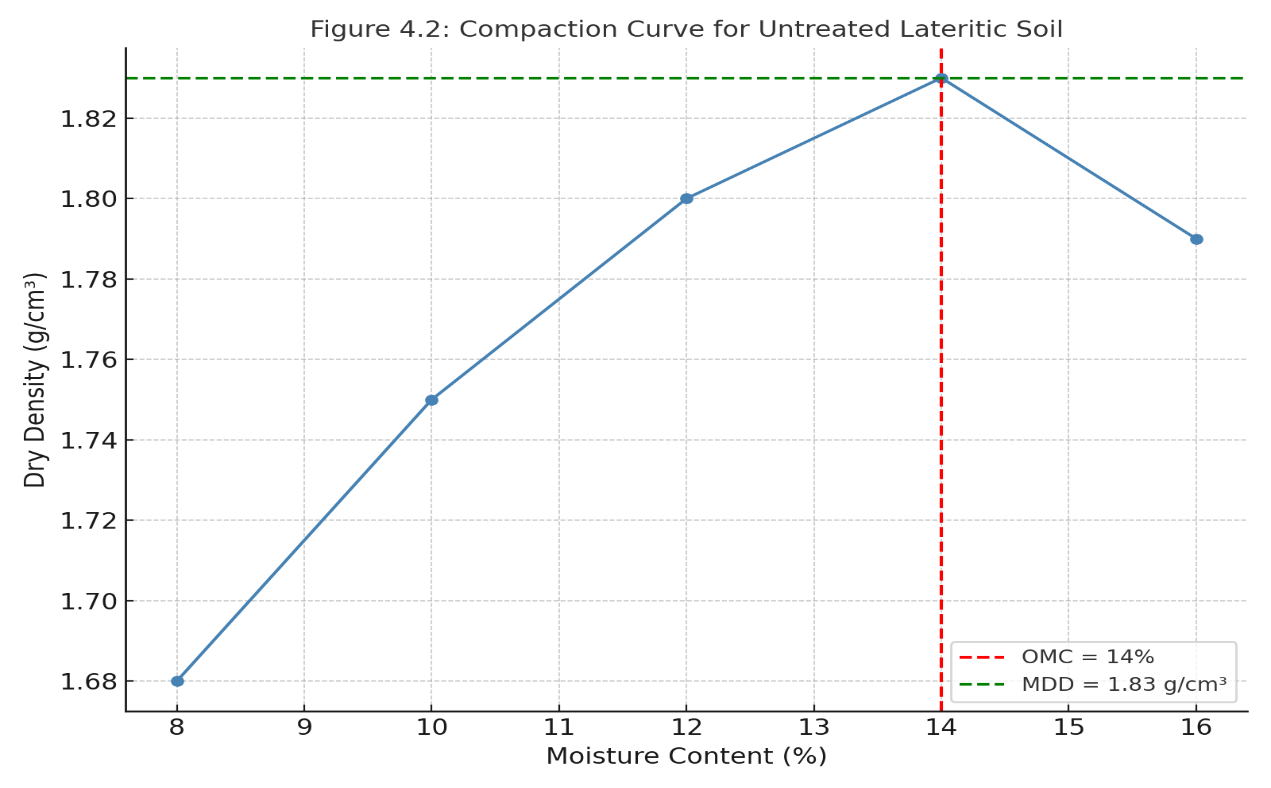 Figure 4.2: Compaction Curve for Untreated Lateritic Soil
Dry Density (g/cm³)
1.82
1.80
1.78
1.76
1.74
1.72
1.70
1.68
OMC = 14%
MDD = 1.83 g/cm³
8 9 10 11 12 13 14 15 16
Moisture Content (%)